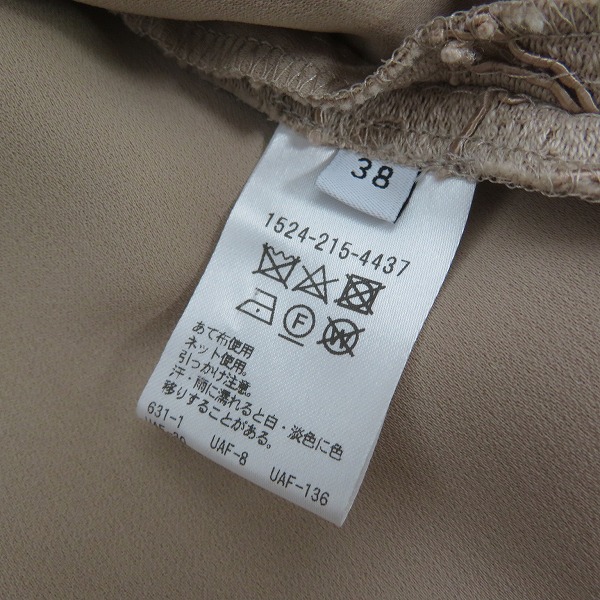 38
1524-215-4437
F W
あて布使用
ネット使用。
引っかけ注意。
汗・雨に濡れると白・淡色に色
移りすることがある。
631-1
UAF-8 UAF-136